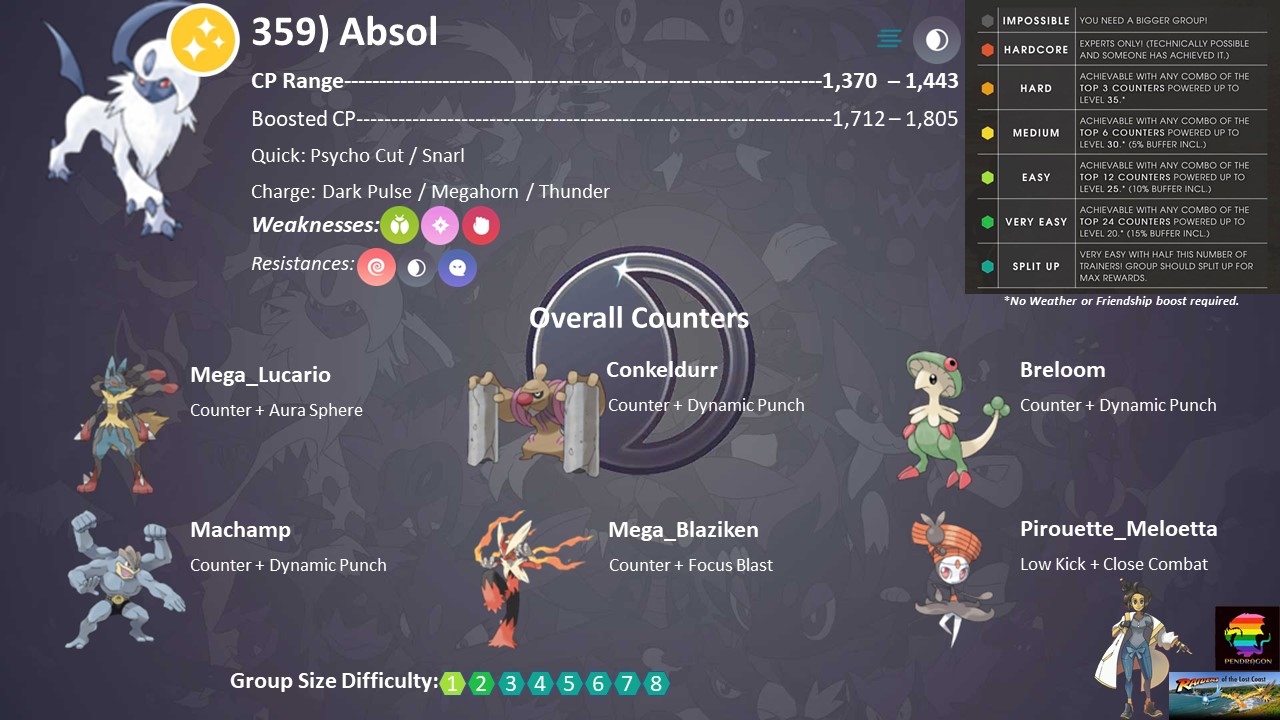 359) Absol
CP Range--------------------------------------------------------------------1,370 – 1,443
Boosted CP--------------------------------------------------------------------1,712 – 1,805
Quick: Psycho Cut / Snarl
Charge: Dark Pulse / Megahorn / Thunder
Weaknesses:
Resistances:
IMPOSSIBLE YOU NEED A BIGGER GROUP!
HARDCORE EXPERTS ONLY! (TECHNICALLY POSSIBLE
AND SOMEONE HAS ACHIEVED IT.)
HARD ACHIEVABLE WITH ANY COMBO OF THE
TOP 3 COUNTERS POWERED UP TO
LEVEL 35.*
MEDIUM ACHIEVABLE WITH ANY COMBO OF THE
TOP 6 COUNTERS POWERED UP TO
LEVEL 30.* (5% BUFFER INCL.)
EASY ACHIEVABLE WITH ANY COMBO OF THE
TOP 12 COUNTERS POWERED UP TO
LEVEL 25.* (10% BUFFER INCL.)
VERY EASY ACHIEVABLE WITH ANY COMBO OF THE
TOP 24 COUNTERS POWERED UP TO
LEVEL 20.* (15% BUFFER INCL.)
SPLIT UP VERY EASY WITH HALF THIS NUMBER OF
TRAINERS! GROUP SHOULD SPLIT UP FOR
MAX REWARDS.
*No Weather or Friendship boost required.
Overall Counters
Mega_Lucario
Counter + Aura Sphere
Conkeldurr
Counter + Dynamic Punch
Breloom
Counter + Dynamic Punch
Machamp
Counter + Dynamic Punch
Mega_Blaziken
Counter + Focus Blast
Pirouette_Meloetta
Low Kick + Close Combat
Group Size Difficulty: 1 2 3 4 5 6 7 8
PENDRAGON
RAIDERS of the Lost Coast